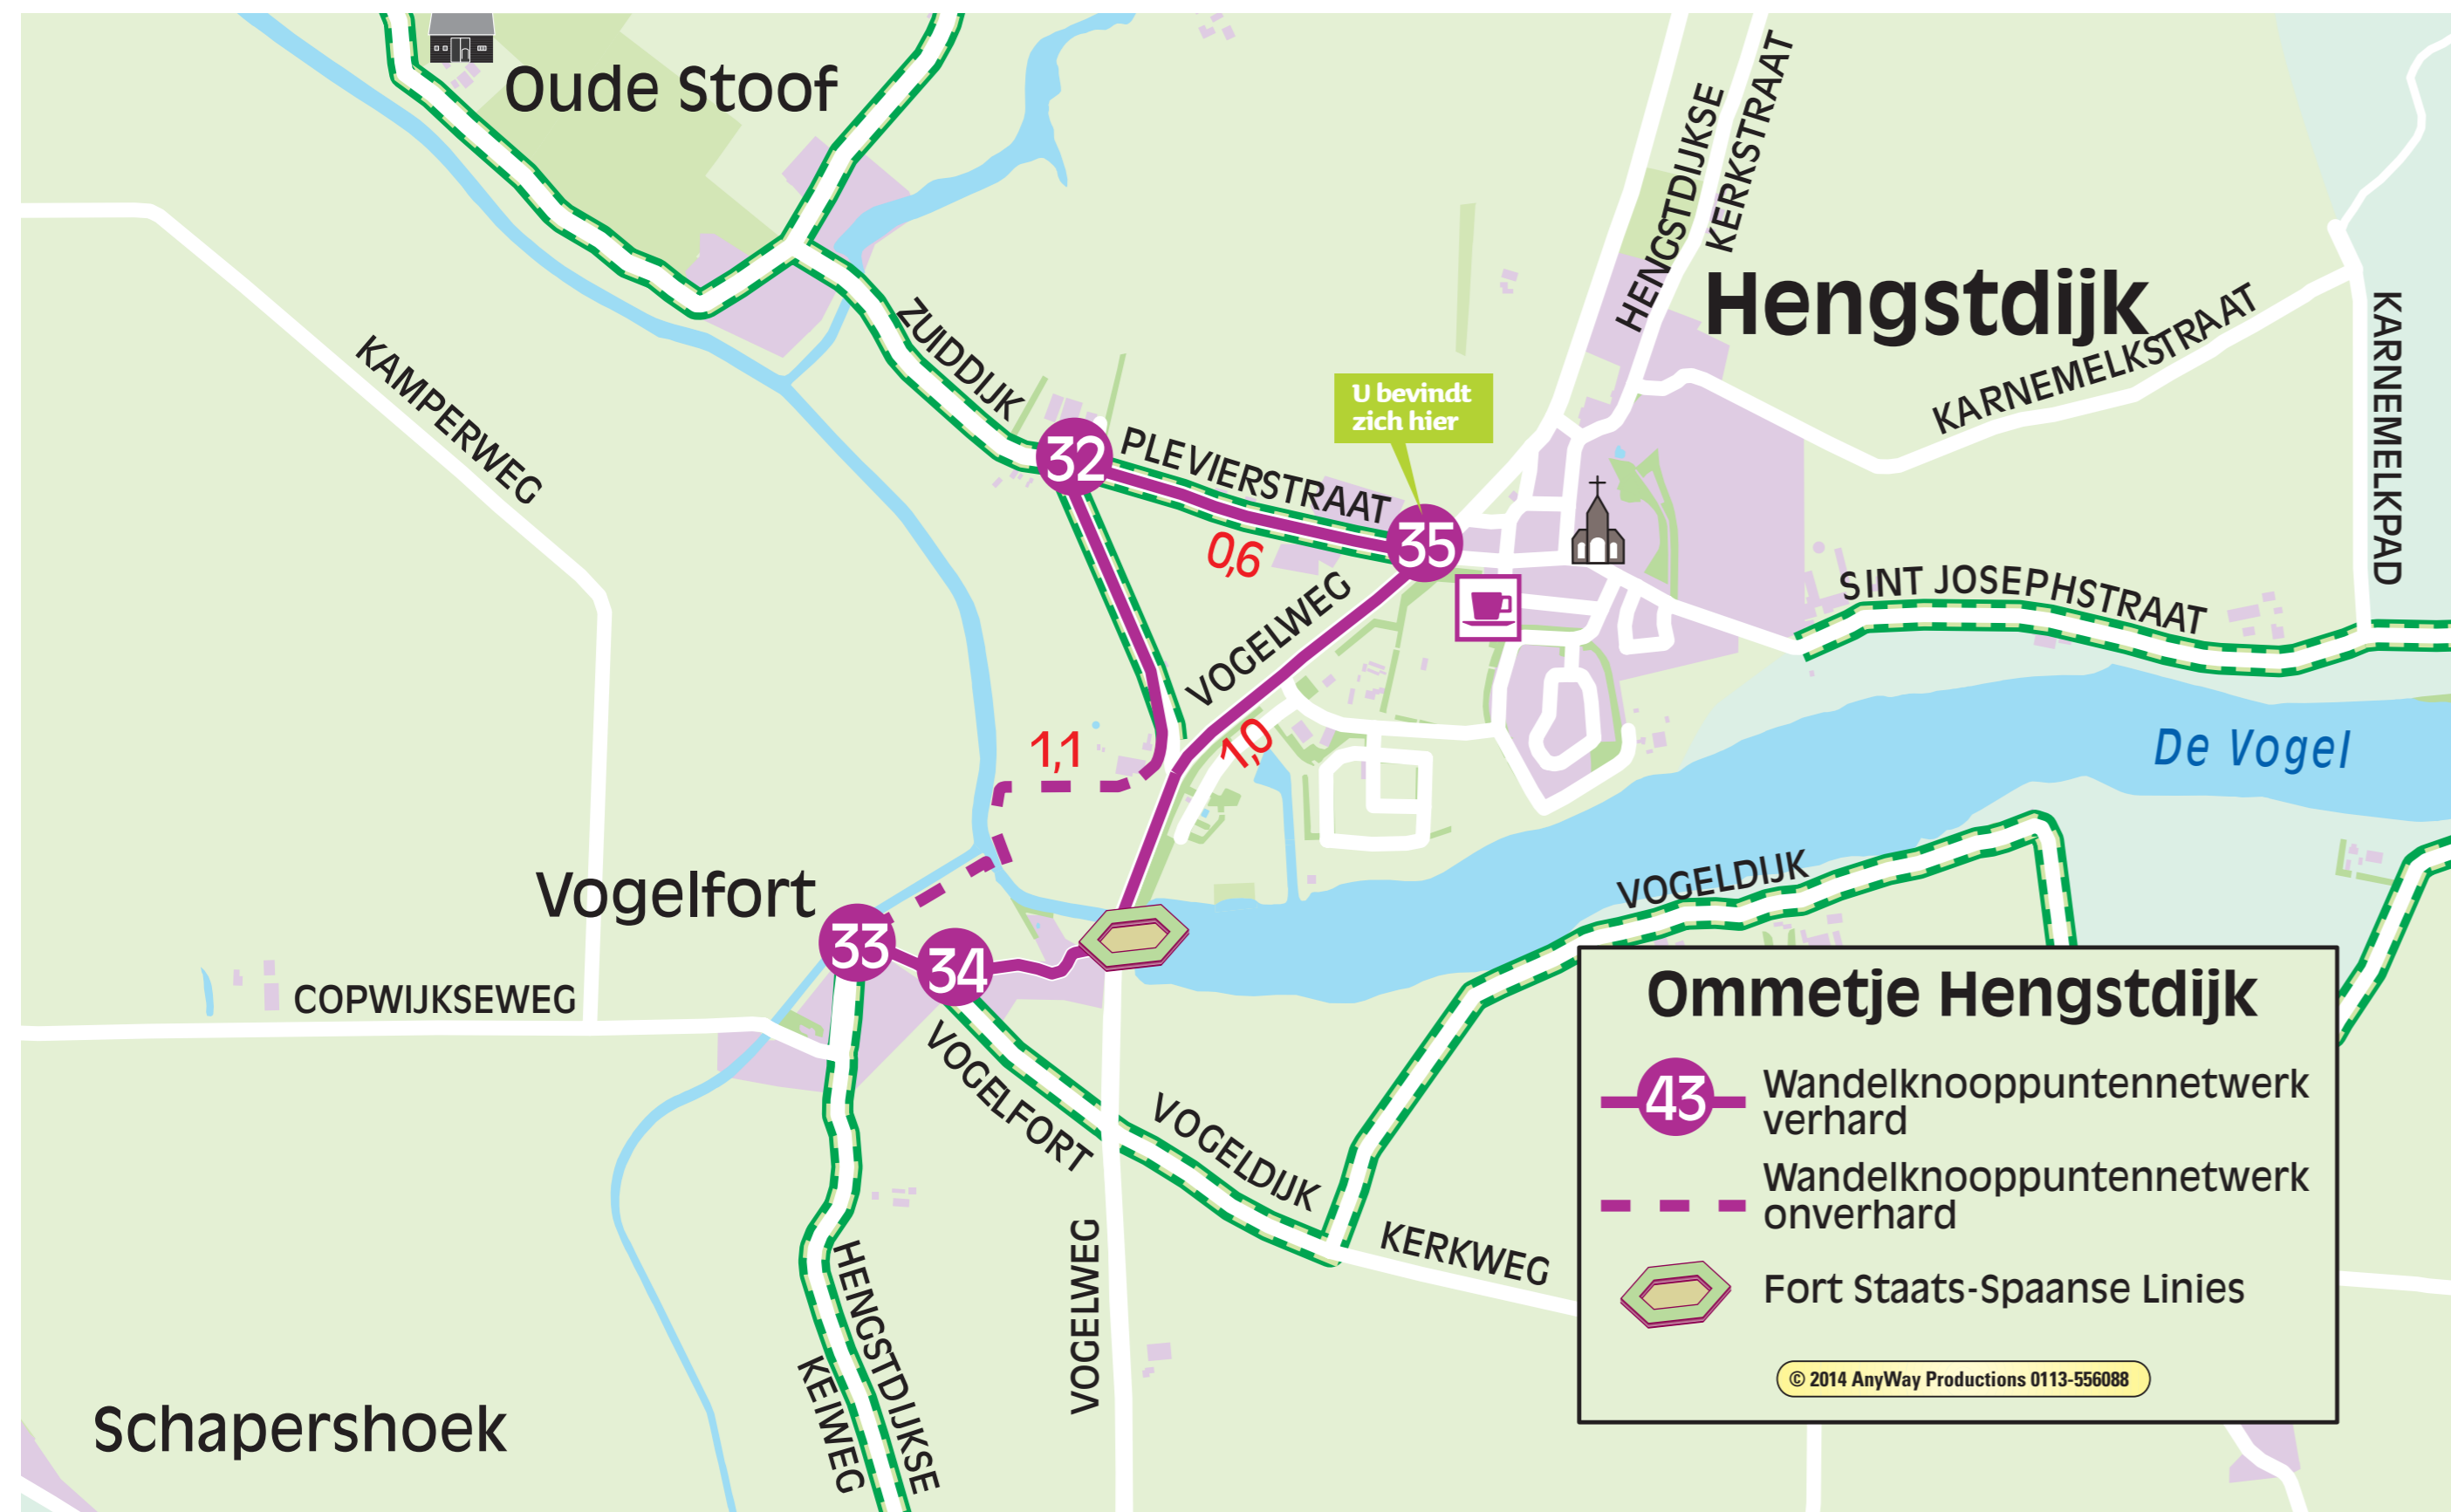 Oude Stoof
HENGSTDIJKSE
KERKSTRAAT
Hengstdijk
KARNEMELKSTRAAT
KARNEMELKPAD
KAMPERWEG
ZUIDDIJK
U bevindt
zich hier
32
PLEVIERSTRAAT
35
0,6
VOGELWEG
SINT JOSEPHSTRAAT
1,1
1,0
De Vogel
Vogelfort
VOGELDIJK
33
34
COPWIJKSEWEG
VOGELFORT
VOGELDIJK
KERKWEG
VOGELWEG
HENGSTDIJKSE
KEIWEG
Schapershoek
Ommetje Hengstdijk
43
Wandelknooppuntennetwerk
verhard
Wandelknooppuntennetwerk
onverhard
Fort Staats-Spaanse Linies
© 2014 AnyWay Productions 0113-556088